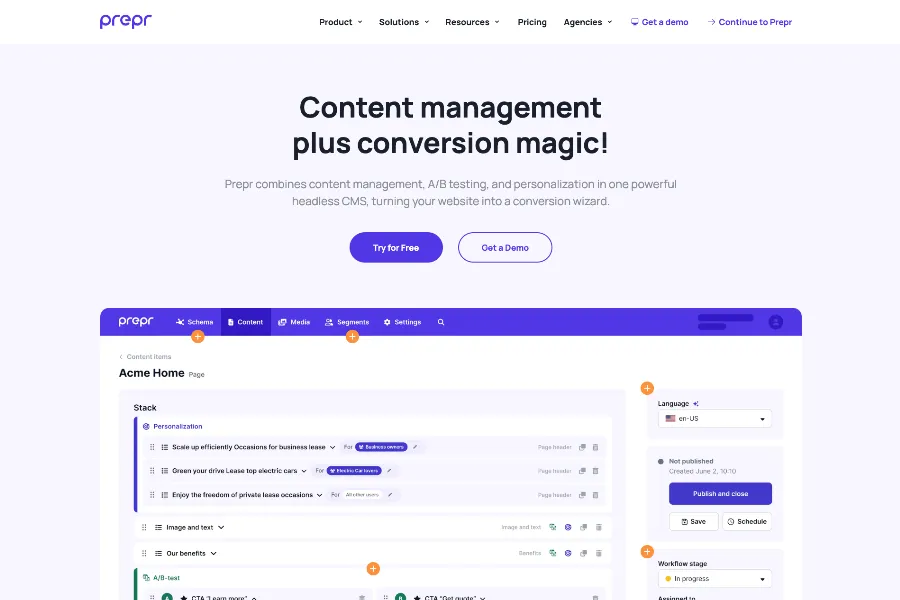 prepr
Product Solutions Resources Pricing Agencies Get a demo Continue to Prepr
Content management
plus conversion magic!
Prepr combines content management, A/B testing, and personalization in one powerful
headless CMS, turning your website into a conversion wizard.
Try for Free
Get a Demo
prepr Schema Content Media Segments Settings
Content items
Acme Home Page
Stack
Personalization
Scale up efficiently Occasions for business lease For Business owners Page header
Green your drive Lease top electric cars For Electric Car lovers Page header
Enjoy the freedom of private lease occasions For All other users Page header
Image and text Image and text
Our benefits Benefits
A/B-test
A CTA "Learn more" B CTA "Get quote"
Language
en-US
Not published
Created June 2, 10:10
Publish and close
Save Schedule
Workflow stage
In progress
Assigned to